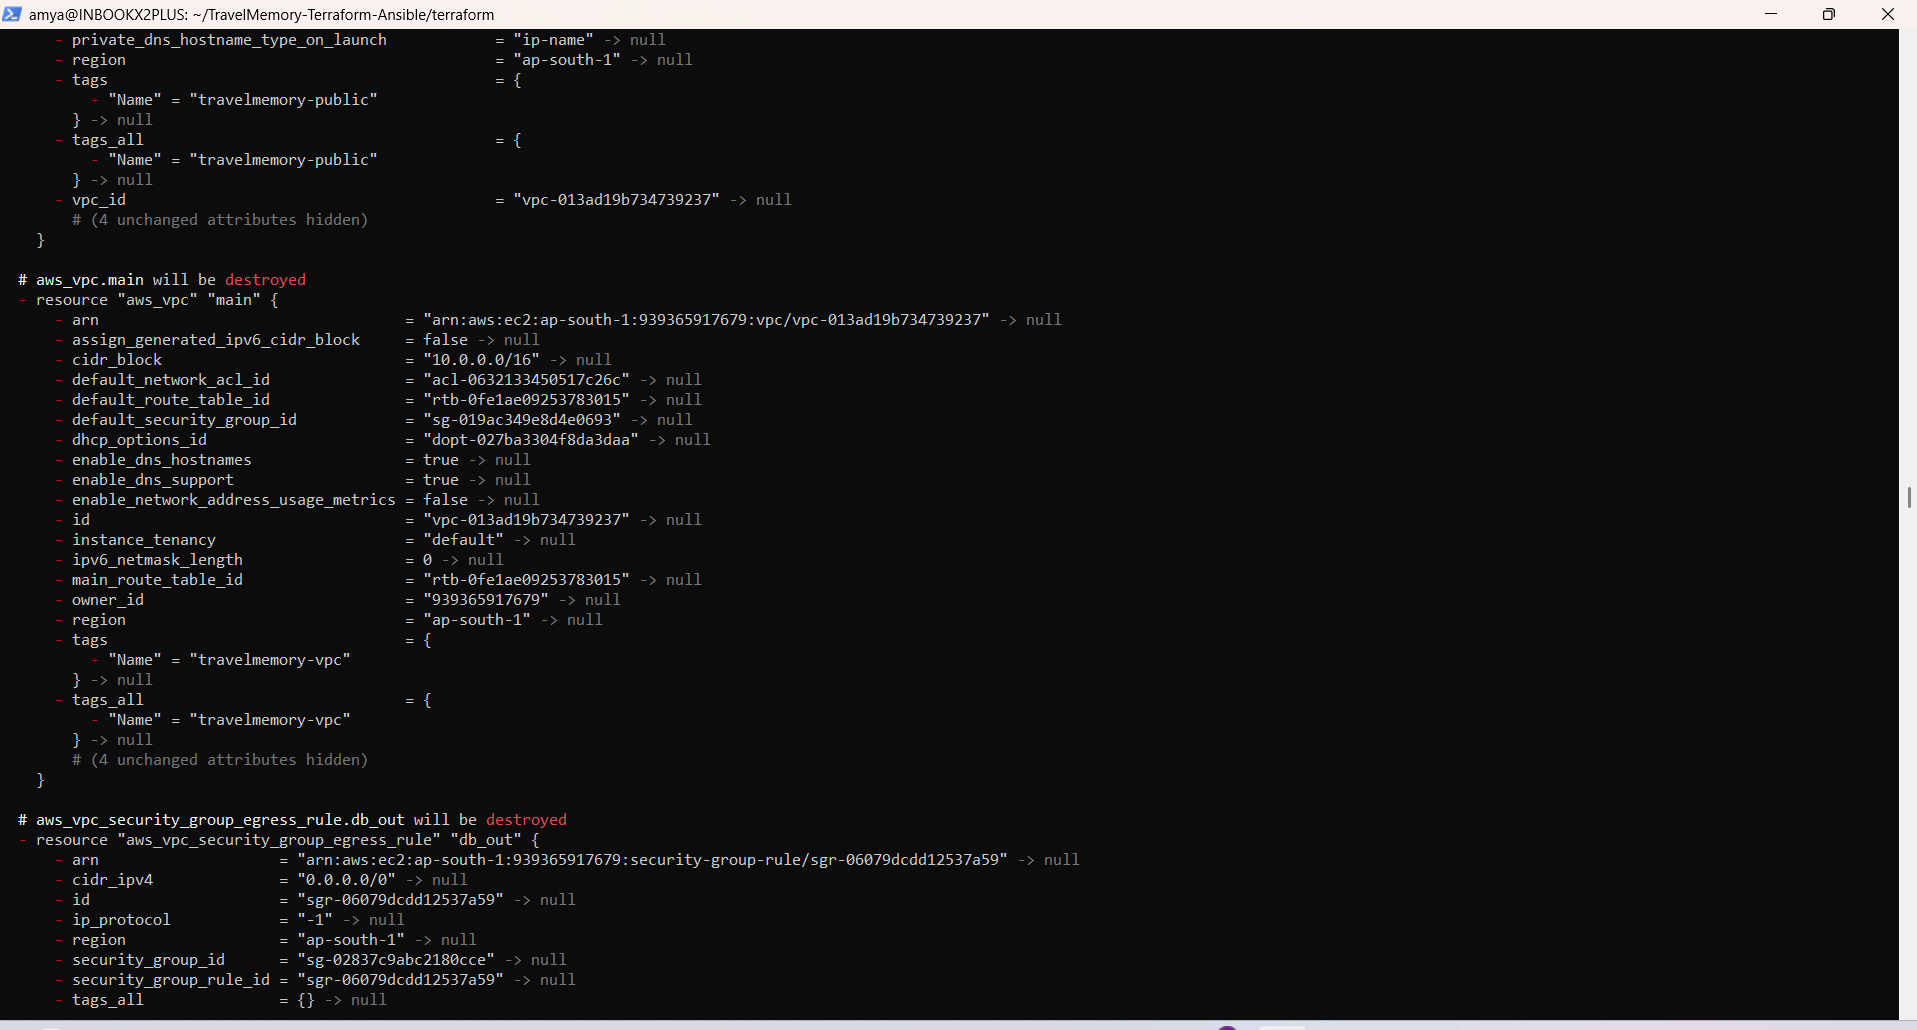 amya@INBOOKX2PLUS: ~/TravelMemory-Terraform-Ansible/terraform
- private_dns_hostname_type_on_launch = "ip-name" -> null
- region = "ap-south-1" -> null
- tags = {
- "Name" = "travelmemory-public"
} -> null
- tags_all = {
- "Name" = "travelmemory-public"
} -> null
- vpc_id = "vpc-013ad19b734739237" -> null
# (4 unchanged attributes hidden)
}
# aws_vpc.main will be destroyed
- resource "aws_vpc" "main" {
- arn = "arn:aws:ec2:ap-south-1:939365917679:vpc/vpc-013ad19b734739237" -> null
- assign_generated_ipv6_cidr_block = false -> null
- cidr_block = "10.0.0.0/16" -> null
- default_network_acl_id = "acl-0632133450517c26c" -> null
- default_route_table_id = "rtb-0fe1ae09253783015" -> null
- default_security_group_id = "sg-019ac349e8d4e0693" -> null
- dhcp_options_id = "dopt-027ba3304f8da3daa" -> null
- enable_dns_hostnames = true -> null
- enable_dns_support = true -> null
- enable_network_address_usage_metrics = false -> null
- id = "vpc-013ad19b734739237" -> null
- instance_tenancy = "default" -> null
- ipv6_netmask_length = 0 -> null
- main_route_table_id = "rtb-0fe1ae09253783015" -> null
- owner_id = "939365917679" -> null
- region = "ap-south-1" -> null
- tags = {
- "Name" = "travelmemory-vpc"
} -> null
- tags_all = {
- "Name" = "travelmemory-vpc"
} -> null
# (4 unchanged attributes hidden)
}
# aws_vpc_security_group_egress_rule.db_out will be destroyed
- resource "aws_vpc_security_group_egress_rule" "db_out" {
- arn = "arn:aws:ec2:ap-south-1:939365917679:security-group-rule/sgr-06079dcdd12537a59" -> null
- cidr_ipv4 = "0.0.0.0/0" -> null
- id = "sgr-06079dcdd12537a59" -> null
- ip_protocol = "-1" -> null
- region = "ap-south-1" -> null
- security_group_id = "sg-02837c9abc2180cce" -> null
- security_group_rule_id = "sgr-06079dcdd12537a59" -> null
- tags_all = {} -> null